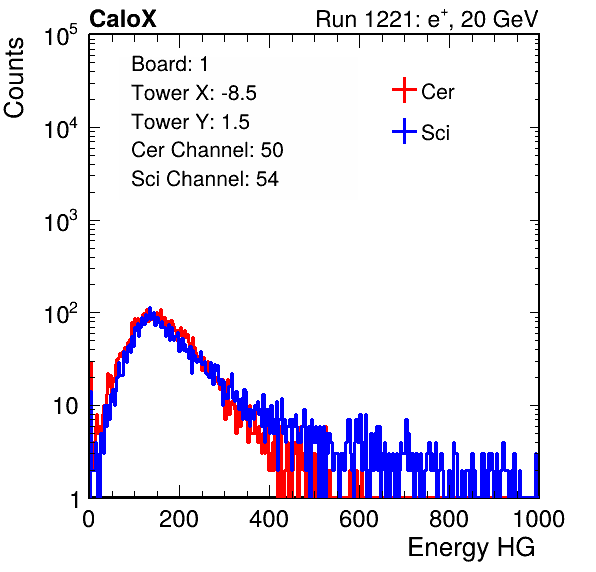 CaloX Run 1221: e⁺, 20 GeV
Counts
10⁵
10⁴
10³
10²
10
1
Board: 1
Tower X: -8.5
Tower Y: 1.5
Cer Channel: 50
Sci Channel: 54
Cer
Sci
0 200 400 600 800 1000
Energy HG